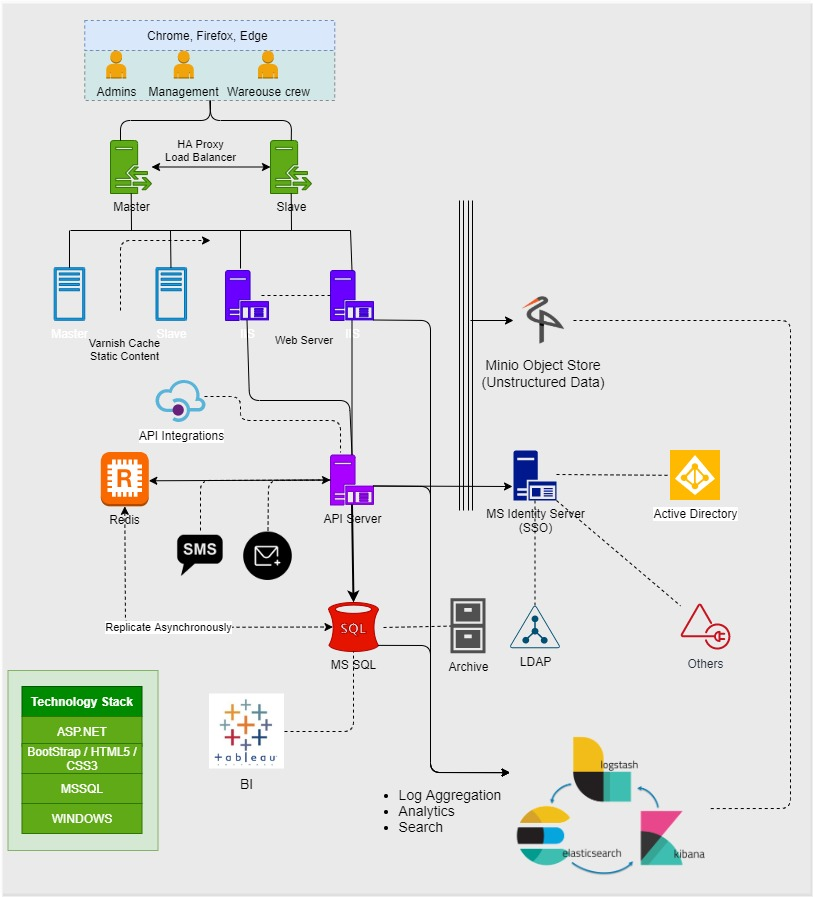 Chrome, Firefox, Edge
Admins
Management
Wareouse crew
HA Proxy
Load Balancer
Master
Slave
Master
Slave
IIS
IIS
Varnish Cache
Static Content
Web Server
Minio Object Store
(Unstructured Data)
API Integrations
R
Redis
API Server
MS Identity Server
(SSO)
Active Directory
SMS
Replicate Asynchronously
SQL
MS SQL
Archive
LDAP
Others
Technology Stack
ASP.NET
BootStrap / HTML5 /
CSS3
MSSQL
WINDOWS
tableau
BI
Log Aggregation
Analytics
Search
logstash
elasticsearch
kibana